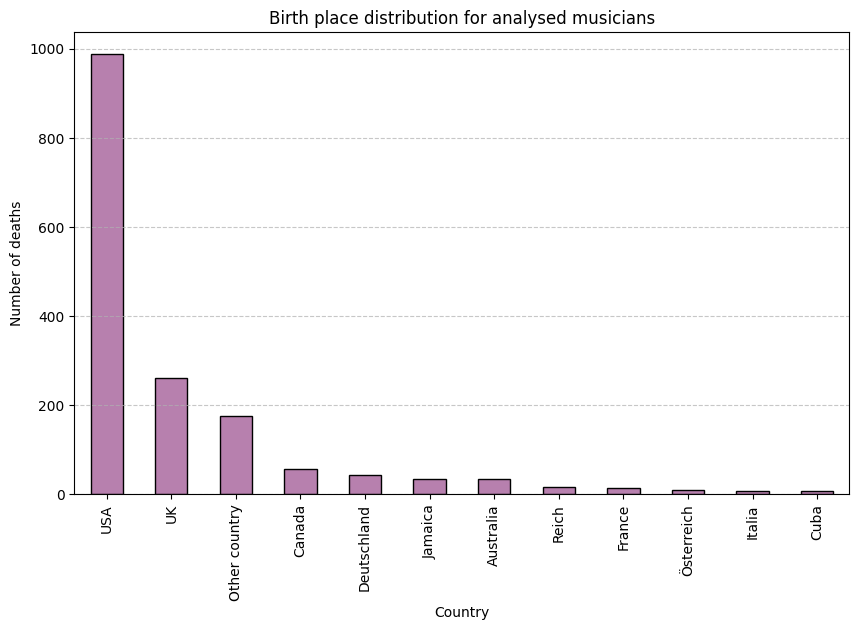 Birth place distribution for analysed musicians
Number of deaths
1000
800
600
400
200
0
USA
UK
Other country
Canada
Deutschland
Jamaica
Australia
Reich
France
Österreich
Italia
Cuba
Country